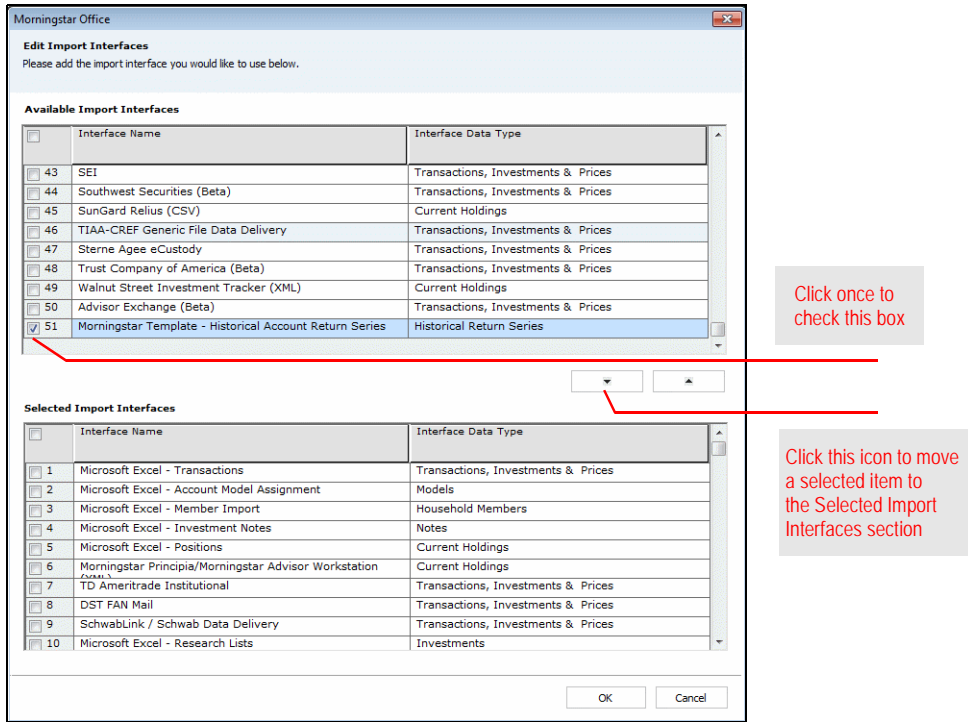 Morningstar Office
Edit Import Interfaces
Please add the import interface you would like to use below.
Available Import Interfaces
Interface Name Interface Data Type
43 SEI Transactions, Investments & Prices
44 Southwest Securities (Beta) Transactions, Investments & Prices
45 SunGard Relius (CSV) Current Holdings
46 TIAA-CREF Generic File Data Delivery Transactions, Investments & Prices
47 Sterne Agee eCustody Transactions, Investments & Prices
48 Trust Company of America (Beta) Transactions, Investments & Prices
49 Walnut Street Investment Tracker (XML) Current Holdings
50 Advisor Exchange (Beta) Transactions, Investments & Prices
51 Morningstar Template - Historical Account Return Series Historical Return Series
Click once to
check this box
Selected Import Interfaces
Interface Name Interface Data Type
1 Microsoft Excel - Transactions Transactions, Investments & Prices
2 Microsoft Excel - Account Model Assignment Models
3 Microsoft Excel - Member Import Household Members
4 Microsoft Excel - Investment Notes Notes
5 Microsoft Excel - Positions Current Holdings
6 Morningstar Principia/Morningstar Advisor Workstation Current Holdings
(XML)
7 TD Ameritrade Institutional Transactions, Investments & Prices
8 DST FAN Mail Transactions, Investments & Prices
9 SchwabLink / Schwab Data Delivery Transactions, Investments & Prices
10 Microsoft Excel - Research Lists Investments
Click this icon to move
a selected item to
the Selected Import
Interfaces section
OK Cancel